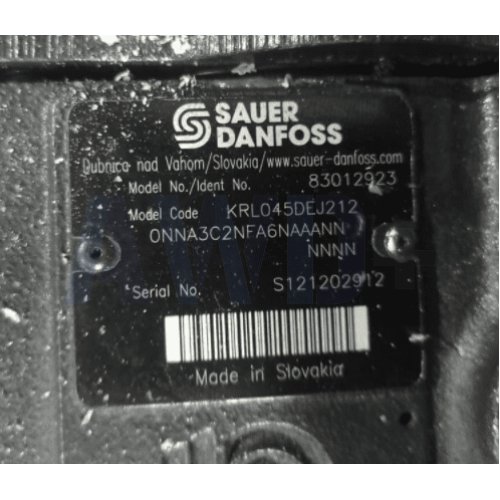 SAUER
DANFOSS
Dubnica nad Vahom/Slovakia/www.sauer-danfoss.com
Model No./Ident No. 83012923
Model Code KRL045DEJ212
0NNA3C2NFA6NAAANN
NNNN
Serial No. S121202912
Made in Slovakia